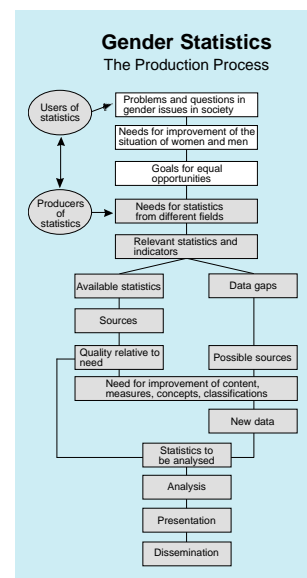 Gender Statistics
The Production Process
Users of
statistics
Problems and questions in
gender issues in society
Needs for improvement of the
situation of women and men
Goals for equal
opportunities
Producers
of
statistics
Needs for statistics
from different fields
Relevant statistics and
indicators
Available statistics
Data gaps
Sources
Quality relative to
need
Possible sources
Need for improvement of content,
measures, concepts, classifications
New data
Statistics to
be analysed
Analysis
Presentation
Dissemination